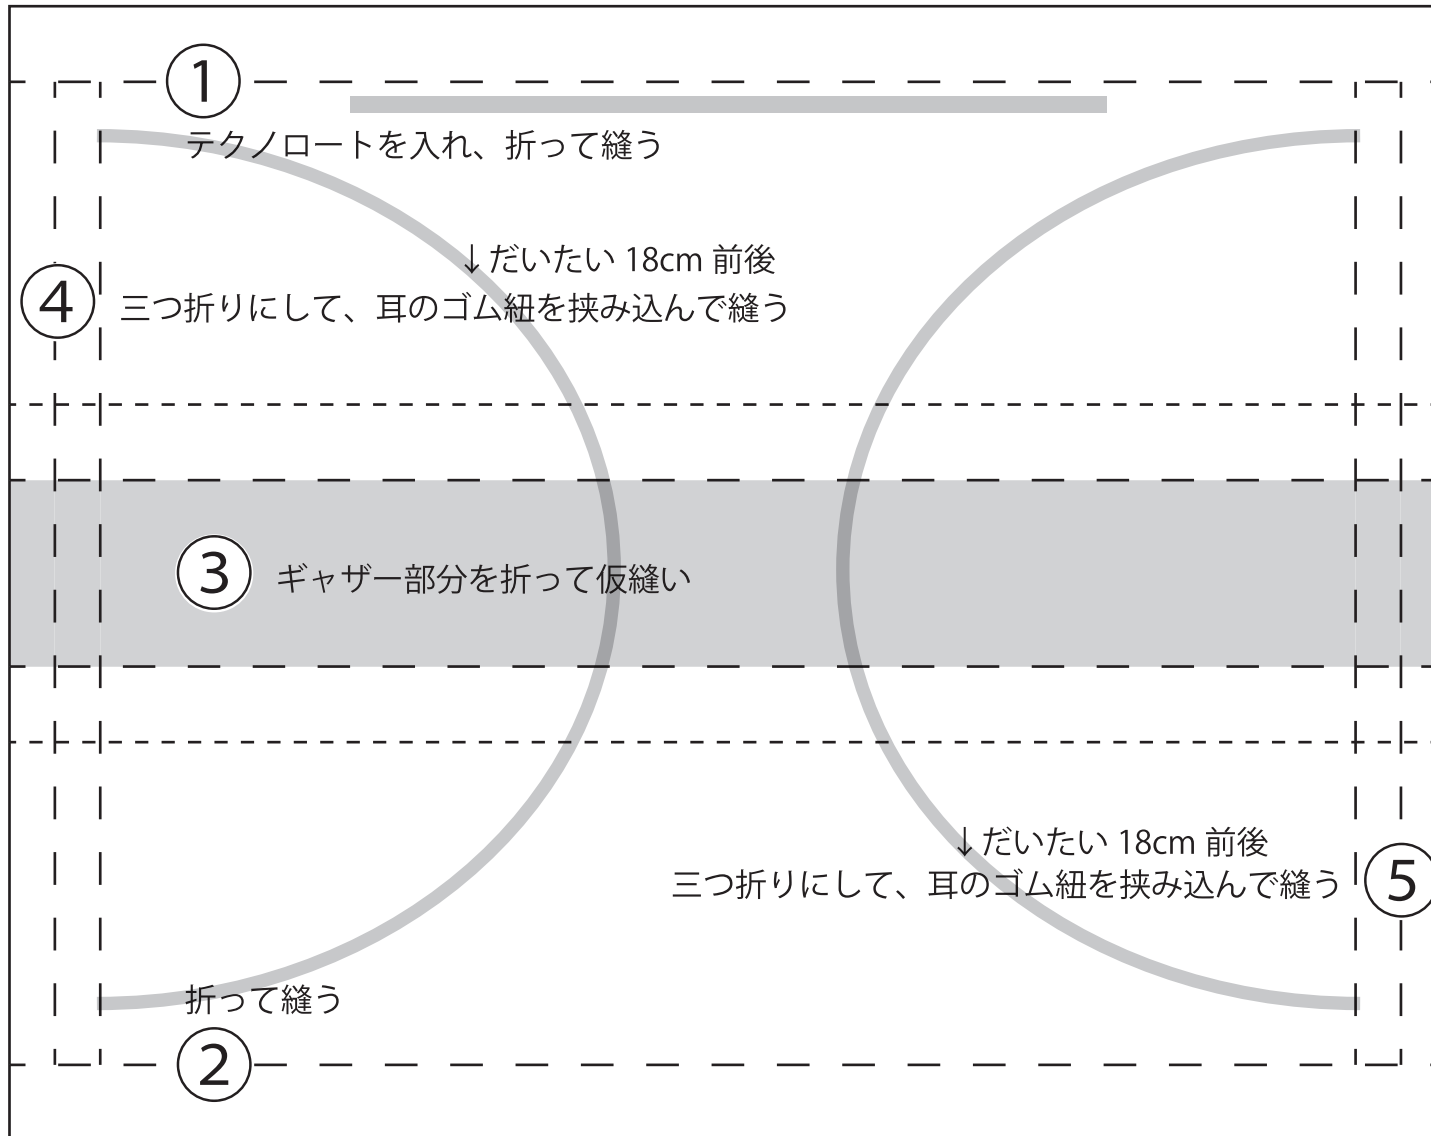 ①
テクノロートを入れ、折って縫う
↓だいたい 18cm 前後
④ 三つ折りにして、耳のゴム紐を挟み込んで縫う
③ ギャザー部分を折って仮縫い
↓だいたい 18cm 前後
三つ折りにして、耳のゴム紐を挟み込んで縫う ⑤
折って縫う
②